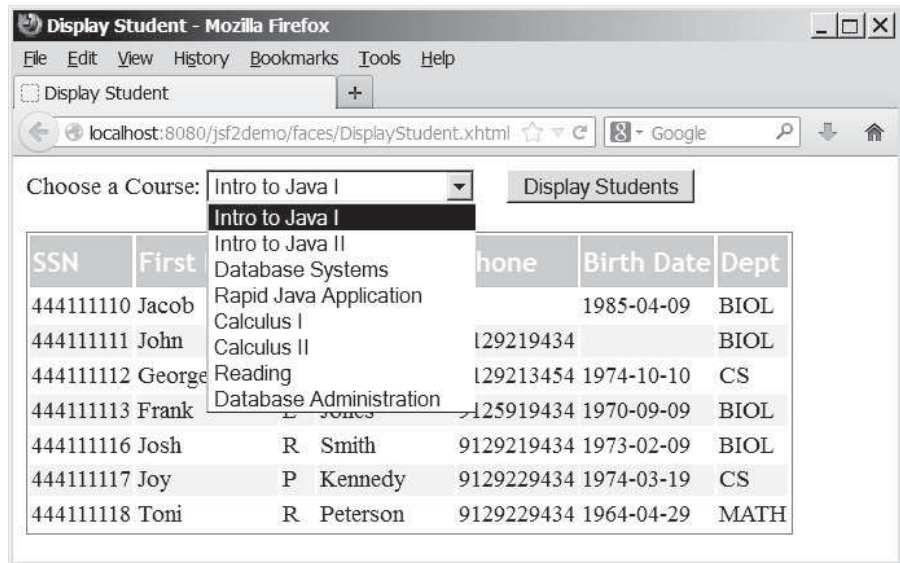 Display Student - Mozilla Firefox
File Edit View History Bookmarks Tools Help
Display Student +
localhost:8080/jsf2demo/faces/DisplayStudent.xhtml Google
Choose a Course: Intro to Java I Display Students
Intro to Java I
Intro to Java II
Database Systems
Rapid Java Application
Calculus I
Calculus II
Reading
Database Administration
SSN First hone Birth Date Dept
444111110 Jacob 1985-04-09 BIOL
444111111 John 129219434 BIOL
444111112 George 129213454 1974-10-10 CS
444111113 Frank E Jones 9125919434 1970-09-09 BIOL
444111116 Josh R Smith 9129219434 1973-02-09 BIOL
444111117 Joy P Kennedy 9129229434 1974-03-19 CS
444111118 Toni R Peterson 9129229434 1964-04-29 MATH